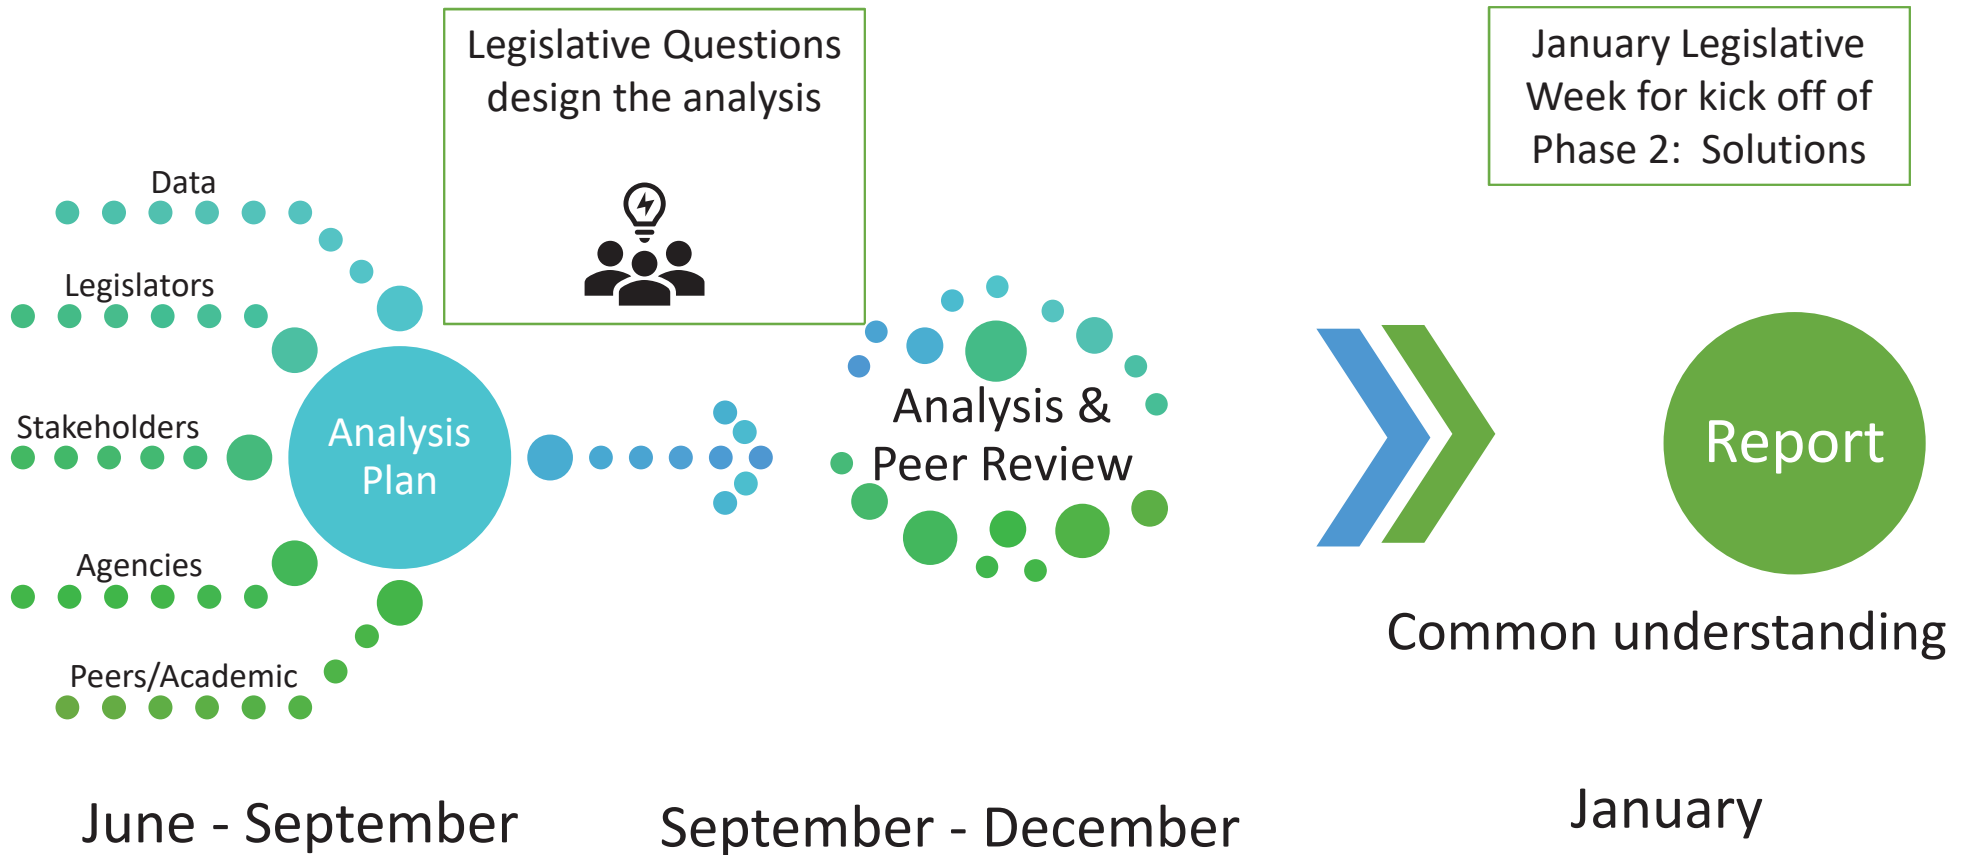 Legislative Questions
design the analysis
January Legislative
Week for kick off of
Phase 2:  Solutions
Data
Legislators
Stakeholders
Agencies
Peers/Academic
Analysis
Plan
Analysis &
Peer Review
Report
Common understanding
June - September
September - December
January